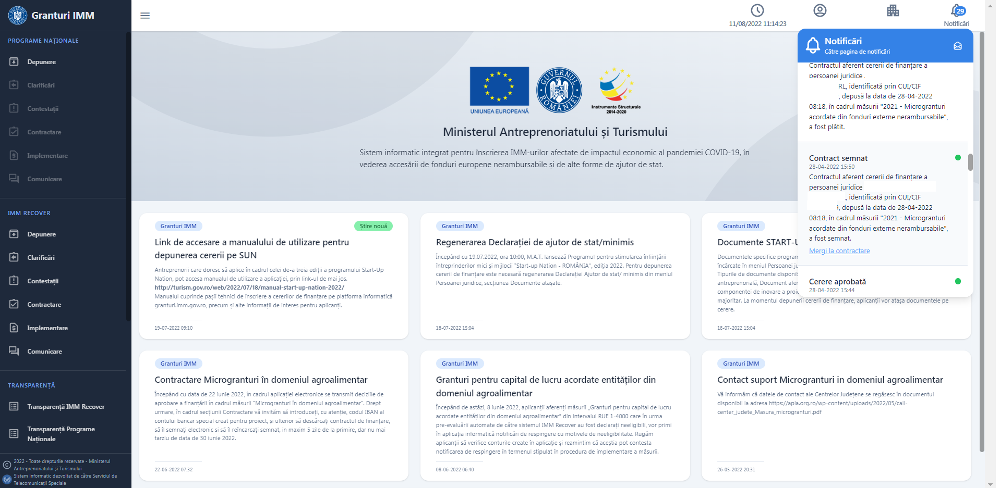 Granturi IMM
PROGRAME NAȚIONALE
Depunere
Clarificări
Contestații
Contractare
Implementare
Comunicare
IMM RECOVER
Depunere
Clarificări
Contestații
Contractare
Implementare
Comunicare
TRANSPARENȚĂ
Transparență IMM Recover
Transparență Programe
Naționale
2022 - Toate drepturile rezervate - Ministerul
Antreprenoriatului și Turismului
Sistem informatic dezvoltat de către Serviciul de
Telecomunicații Speciale
11/08/2022 11:14:23
29
Notificări
UNIUNEA EUROPEANĂ
GUVERNUL ROMÂNIEI
Instrumente Structurale
2014-2020
Ministerul Antreprenoriatului și Turismului
Sistem informatic integrat pentru înscrierea IMM-urilor afectate de impactul economic al pandemiei COVID-19, în
vederea accesării de fonduri europene nerambursabile și de alte forme de ajutor de stat.
Notificări
Către pagina de notificări
Contractul aferent cererii de finanțare a
persoanei juridice
RL, identificată prin CUI/CIF
, depusă la data de 28-04-2022
08:18, în cadrul măsurii "2021 - Microgranturi
acordate din fonduri externe nerambursabile",
a fost plătit.
Contract semnat
28-04-2022 15:50
Contractul aferent cererii de finanțare a
persoanei juridice
, identificată prin CUI/CIF
, depusă la data de 28-04-2022
08:18, în cadrul măsurii "2021 - Microgranturi
acordate din fonduri externe nerambursabile",
a fost semnat.
Mergi la contractare
Cerere aprobată
28-04-2022 15:44
Granturi IMM
Știre nouă
Link de accesare a manualului de utilizare pentru
depunerea cererii pe SUN
Antreprenorii care doresc să aplice în cadrul celei de-a treia ediții a programului Start-Up
Nation, pot accesa manualul de utilizare a aplicației, prin link-ul de mai jos.
http://turism.gov.ro/web/2022/07/18/manual-start-up-nation-2022/
Manualul cuprinde pașii tehnici de înscriere a cererilor de finanțare pe platforma informatică
granturi.imm.gov.ro, precum și alte informații de interes pentru aplicanți.
19-07-2022 09:10
Granturi IMM
Regenerarea Declarației de ajutor de stat/minimis
Începând cu 19.07.2022, ora 10:00, M.A.T. lansează Programul pentru stimularea înființării
întreprinderilor mici și mijlocii "Start-up Nation - ROMÂNIA", ediția 2022. Pentru depunerea
cererii de finanțare este necesară regenerarea Declarației Ajutor de stat/ minimis din meniul
Persoanei juridice, secțiunea Documente atașate.
18-07-2022 15:04
Granturi IMM
Documente START-U
Documentele specifice program
încărcate în meniul Persoanei ju
Tipurile de documente disponib
antreprenorială, Document afer
componentei de inovare a proie
majoritar. La momentul depunerii cererii de finanțare, aplicanții vor atașa documentele pe
cerere.
18-07-2022 15:04
Granturi IMM
Contractare Microgranturi în domeniul agroalimentar
Începând cu data de 22 iunie 2022, în cadrul aplicației electronice se transmit deciziile de
aprobare a finanțării în cadrul măsurii "Microgranturi în domeniul agroalimentar". Drept
urmare, în cadrul secțiunii Contractare vă invităm să introduceți, cu atenție, codul IBAN al
contului bancar special creat pentru proiect, și ulterior să descărcați contractul de finanțare,
să îl semnați electronic si să îl reîncarcați semnat, in maxim 5 zile de la primire, dar nu mai
tarziu de data de 30 iunie 2022.
22-06-2022 07:32
Granturi IMM
Granturi pentru capital de lucru acordate entităților din
domeniul agroalimentar
Începând de astăzi, 8 iunie 2022, aplicanții aferenți măsurii „Granturi pentru capital de lucru
acordate entităților din domeniul agroalimentar" din intervalul RUE 1-4000 care în urma
pre-evaluării automate de către sistemul IMM Recover au fost declarați neeligibili, vor primi
în aplicația informatică notificări de respingere cu motivele de neeligibilitate. Rugăm
aplicanții să verifice conturile create în aplicație și reamintim că aceștia pot contesta
notificarea de respingere în termenul stipulat în procedura de implementare a măsurii.
08-06-2022 06:40
Granturi IMM
Contact suport Microgranturi in domeniul agroalimentar
Vă informăm că datele de contact ale Centrelor Județene se regăsesc în documentul
disponibil la adresa https://apia.org.ro/wp-content/uploads/2022/05/call-
center_judete_Masura_microgranturi.pdf
26-05-2022 20:31